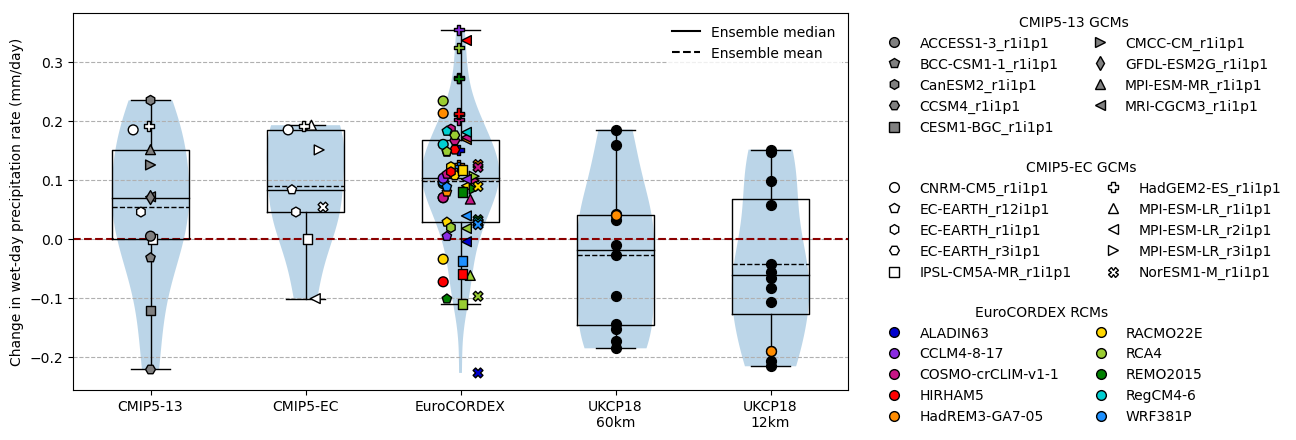 Change in wet-day precipitation rate (mm/day)
0.3
0.2
0.1
0.0
−0.1
−0.2
Ensemble median
Ensemble mean
CMIP5-13
CMIP5-EC
EuroCORDEX
UKCP18
60km
UKCP18
12km
CMIP5-13 GCMs
ACCESS1-3_r1i1p1
BCC-CSM1-1_r1i1p1
CanESM2_r1i1p1
CCSM4_r1i1p1
CESM1-BGC_r1i1p1
CMCC-CM_r1i1p1
GFDL-ESM2G_r1i1p1
MPI-ESM-MR_r1i1p1
MRI-CGCM3_r1i1p1
CMIP5-EC GCMs
CNRM-CM5_r1i1p1
EC-EARTH_r12i1p1
EC-EARTH_r1i1p1
EC-EARTH_r3i1p1
IPSL-CM5A-MR_r1i1p1
HadGEM2-ES_r1i1p1
MPI-ESM-LR_r1i1p1
MPI-ESM-LR_r2i1p1
MPI-ESM-LR_r3i1p1
NorESM1-M_r1i1p1
EuroCORDEX RCMs
ALADIN63
CCLM4-8-17
COSMO-crCLIM-v1-1
HIRHAM5
HadREM3-GA7-05
RACMO22E
RCA4
REMO2015
RegCM4-6
WRF381P